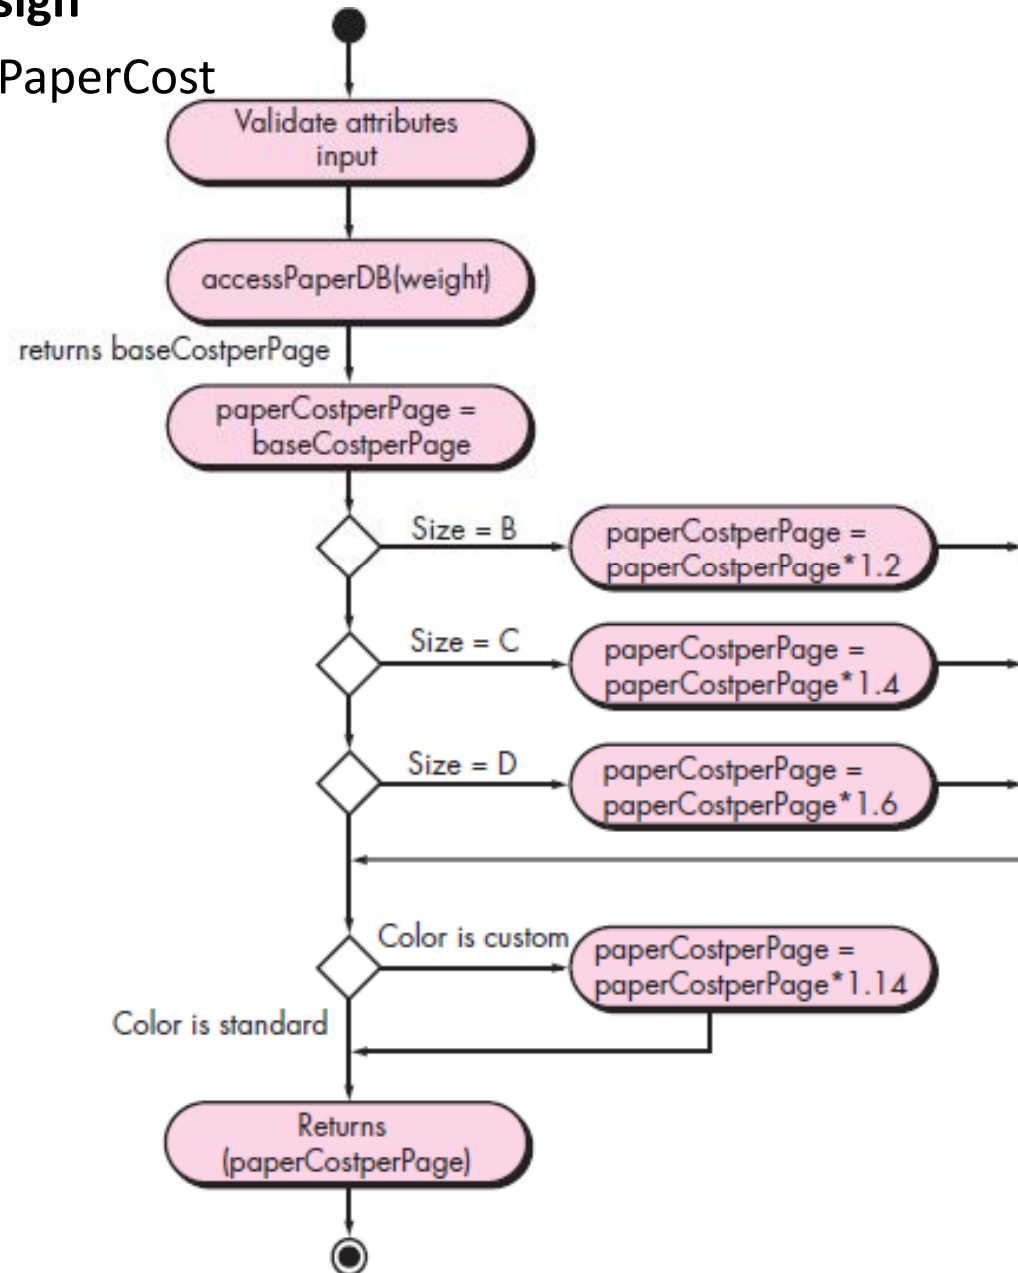 sign
PaperCost
Validate attributes
input
accessPaperDB(weight)
returns baseCostperPage
paperCostperPage =
baseCostperPage
Size = B
paperCostperPage =
paperCostperPage*1.2
Size = C
paperCostperPage =
paperCostperPage*1.4
Size = D
paperCostperPage =
paperCostperPage*1.6
Color is custom
paperCostperPage =
paperCostperPage*1.14
Color is standard
Returns
(paperCostperPage)